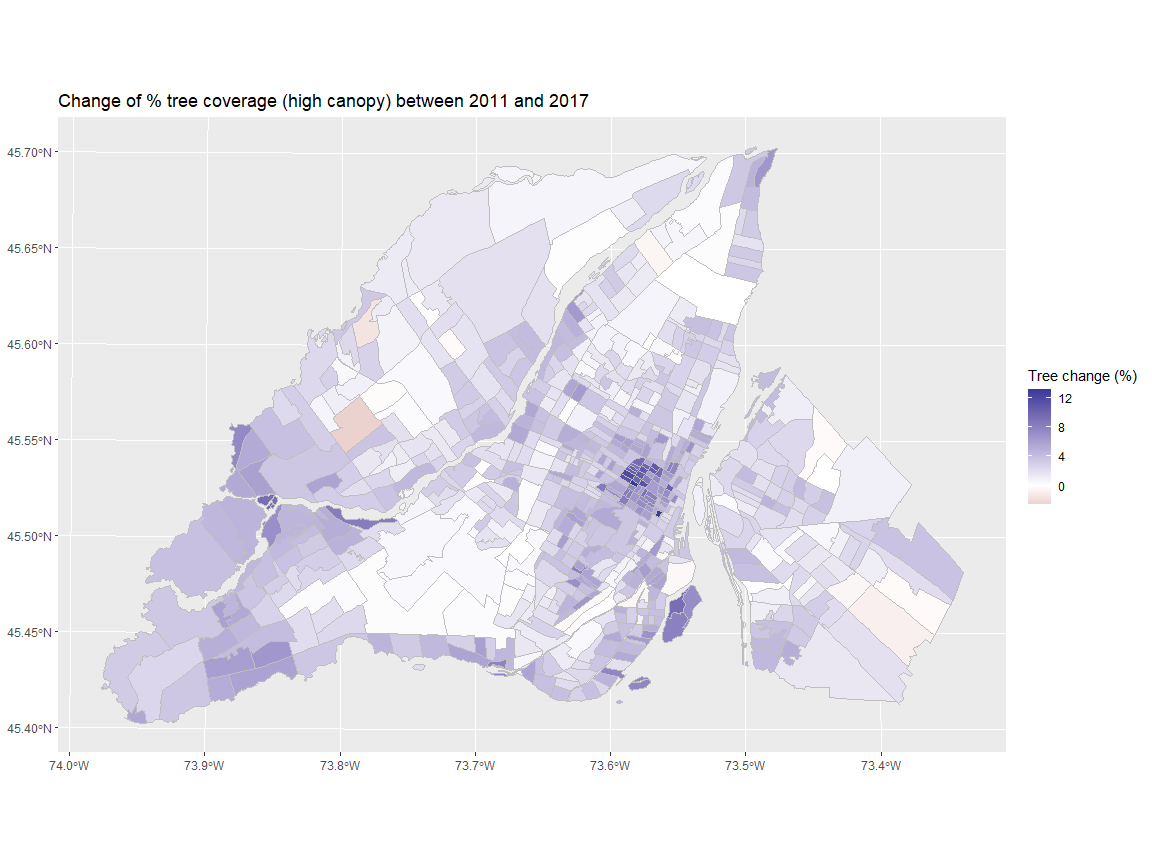 Change of % tree coverage (high canopy) between 2011 and 2017
45.70°N
45.65°N
45.60°N
45.55°N
45.50°N
45.45°N
45.40°N
74.0°W
73.9°W
73.8°W
73.7°W
73.6°W
73.5°W
73.4°W
Tree change (%)
12
8
4
0